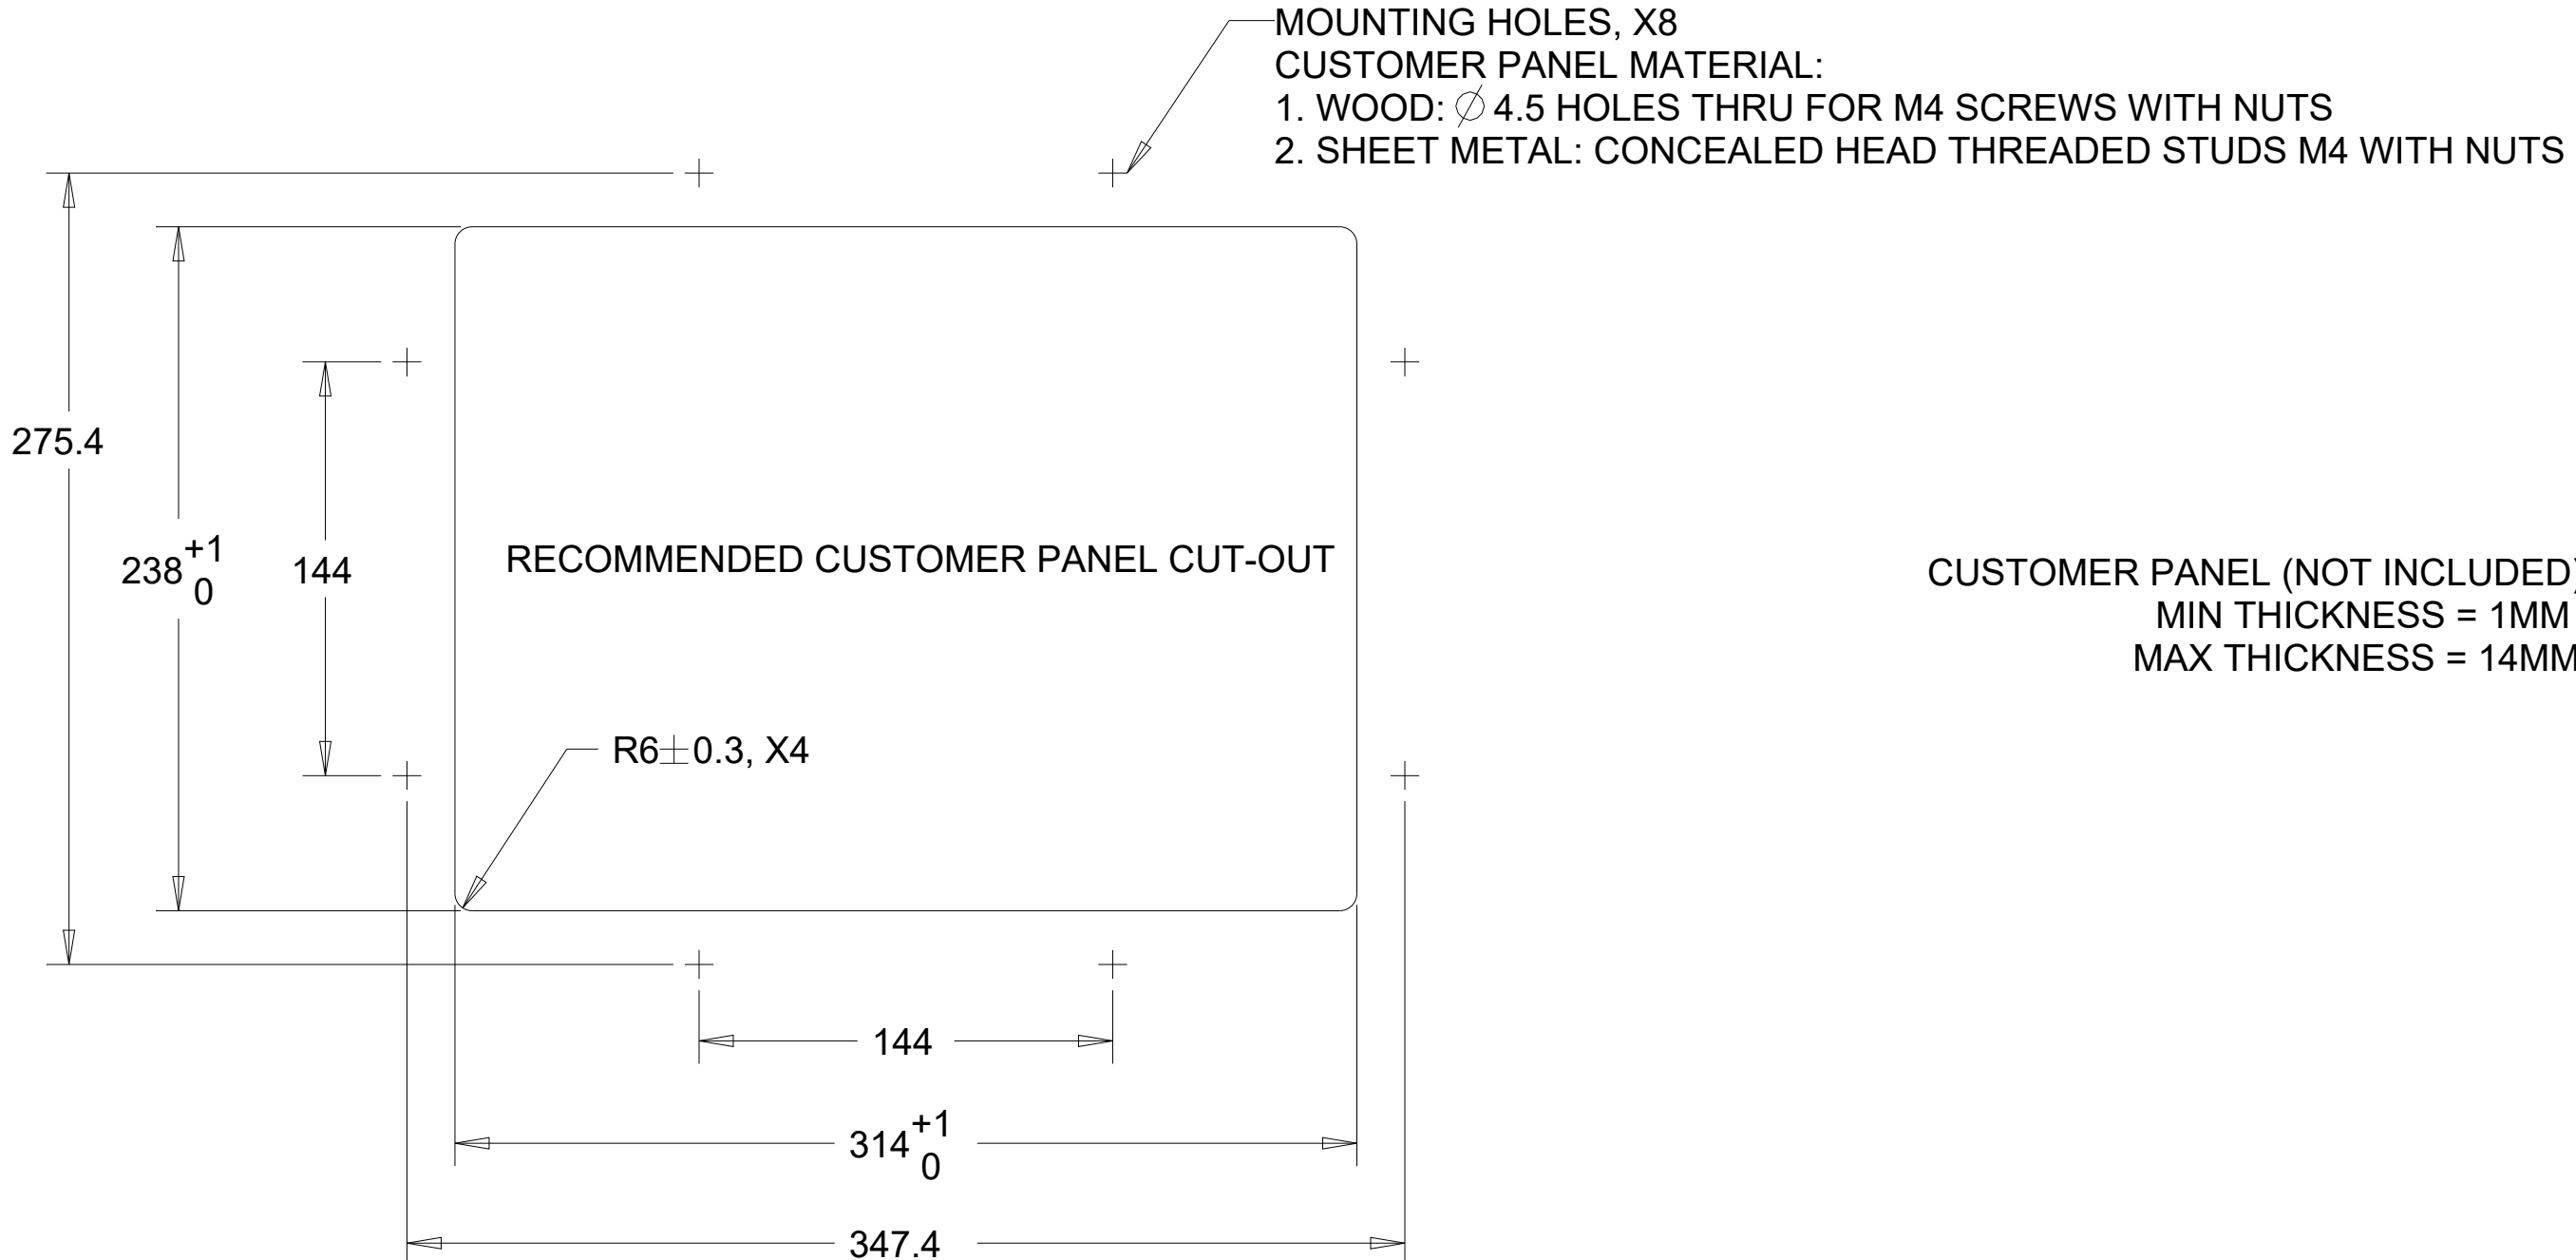 MOUNTING HOLES, X8
CUSTOMER PANEL MATERIAL:
1. WOOD: ∅ 4.5 HOLES THRU FOR M4 SCREWS WITH NUTS
2. SHEET METAL: CONCEALED HEAD THREADED STUDS M4 WITH NUTS
275.4
238 +1 0
144
RECOMMENDED CUSTOMER PANEL CUT-OUT
CUSTOMER PANEL (NOT INCLUDED)
MIN THICKNESS = 1MM
MAX THICKNESS = 14MM
R6±0.3, X4
144
314 +1 0
347.4